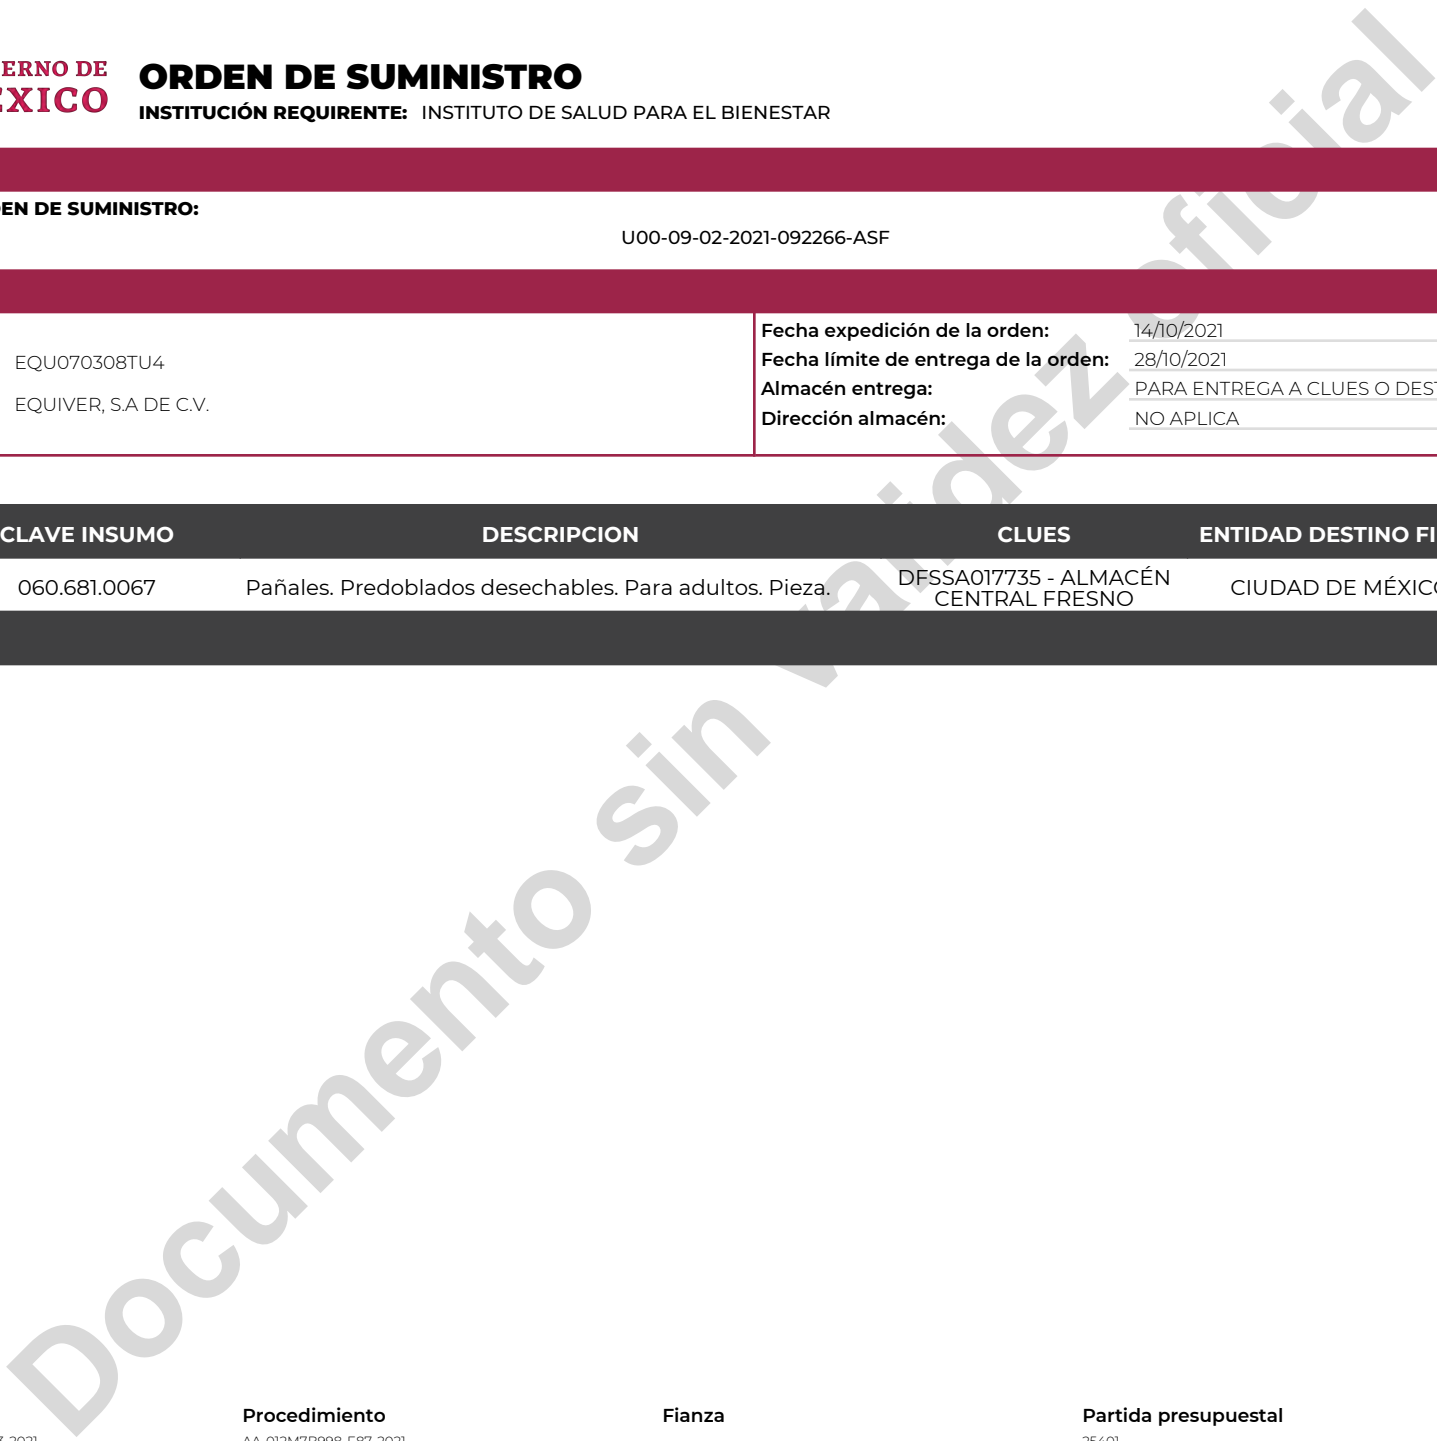 ERNO DE
EXICO
ORDEN DE SUMINISTRO
INSTITUCIÓN REQUIRENTE: INSTITUTO DE SALUD PARA EL BIENESTAR
EN DE SUMINISTRO:
U00-09-02-2021-092266-ASF
EQU070308TU4
EQUIVER, S.A DE C.V.
Fecha expedición de la orden: 14/10/2021
Fecha límite de entrega de la orden: 28/10/2021
Almacén entrega: PARA ENTREGA A CLUES O DEST
Dirección almacén: NO APLICA
CLAVE INSUMO DESCRIPCION CLUES ENTIDAD DESTINO FI
060.681.0067 Pañales. Predoblados desechables. Para adultos. Pieza. DFSSA017735 - ALMACÉN CENTRAL FRESNO CIUDAD DE MÉXICO
Documento sin validez oficial
Procedimiento Fianza Partida presupuestal